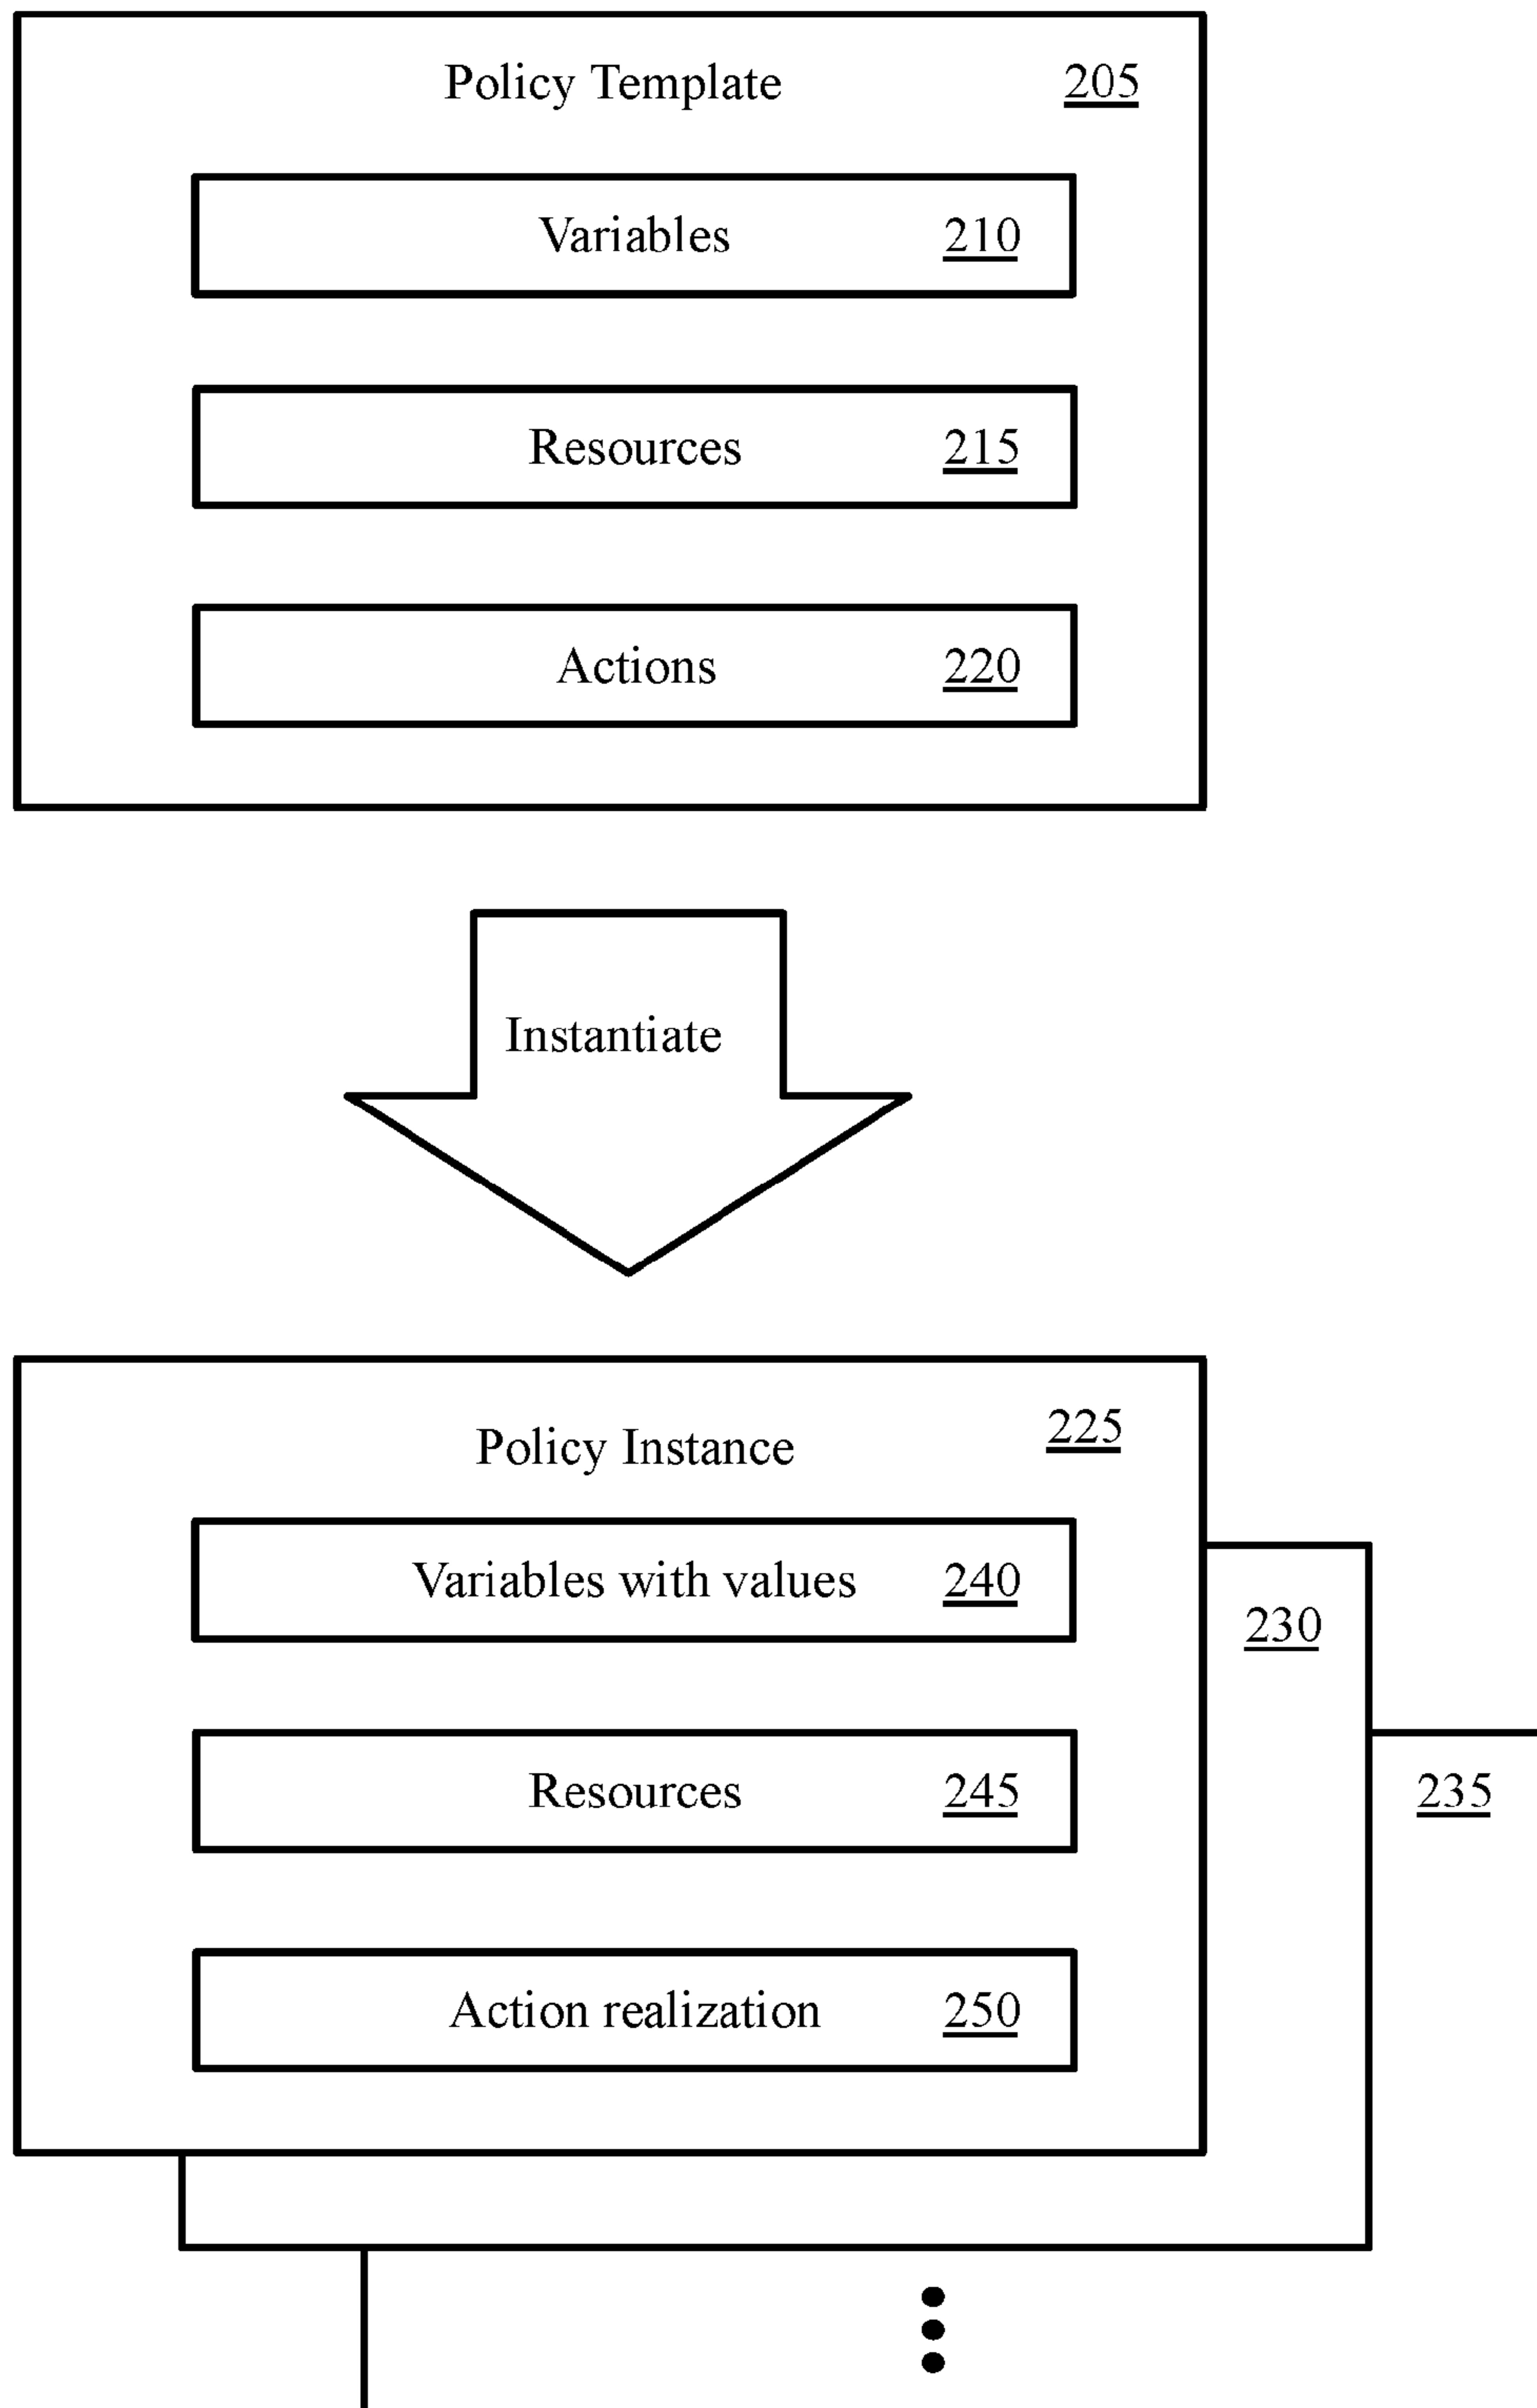 Policy Template 205
Variables 210
Resources 215
Actions 220
Instantiate
Policy Instance 225
Variables with values 240
230
Resources 245
235
Action realization 250